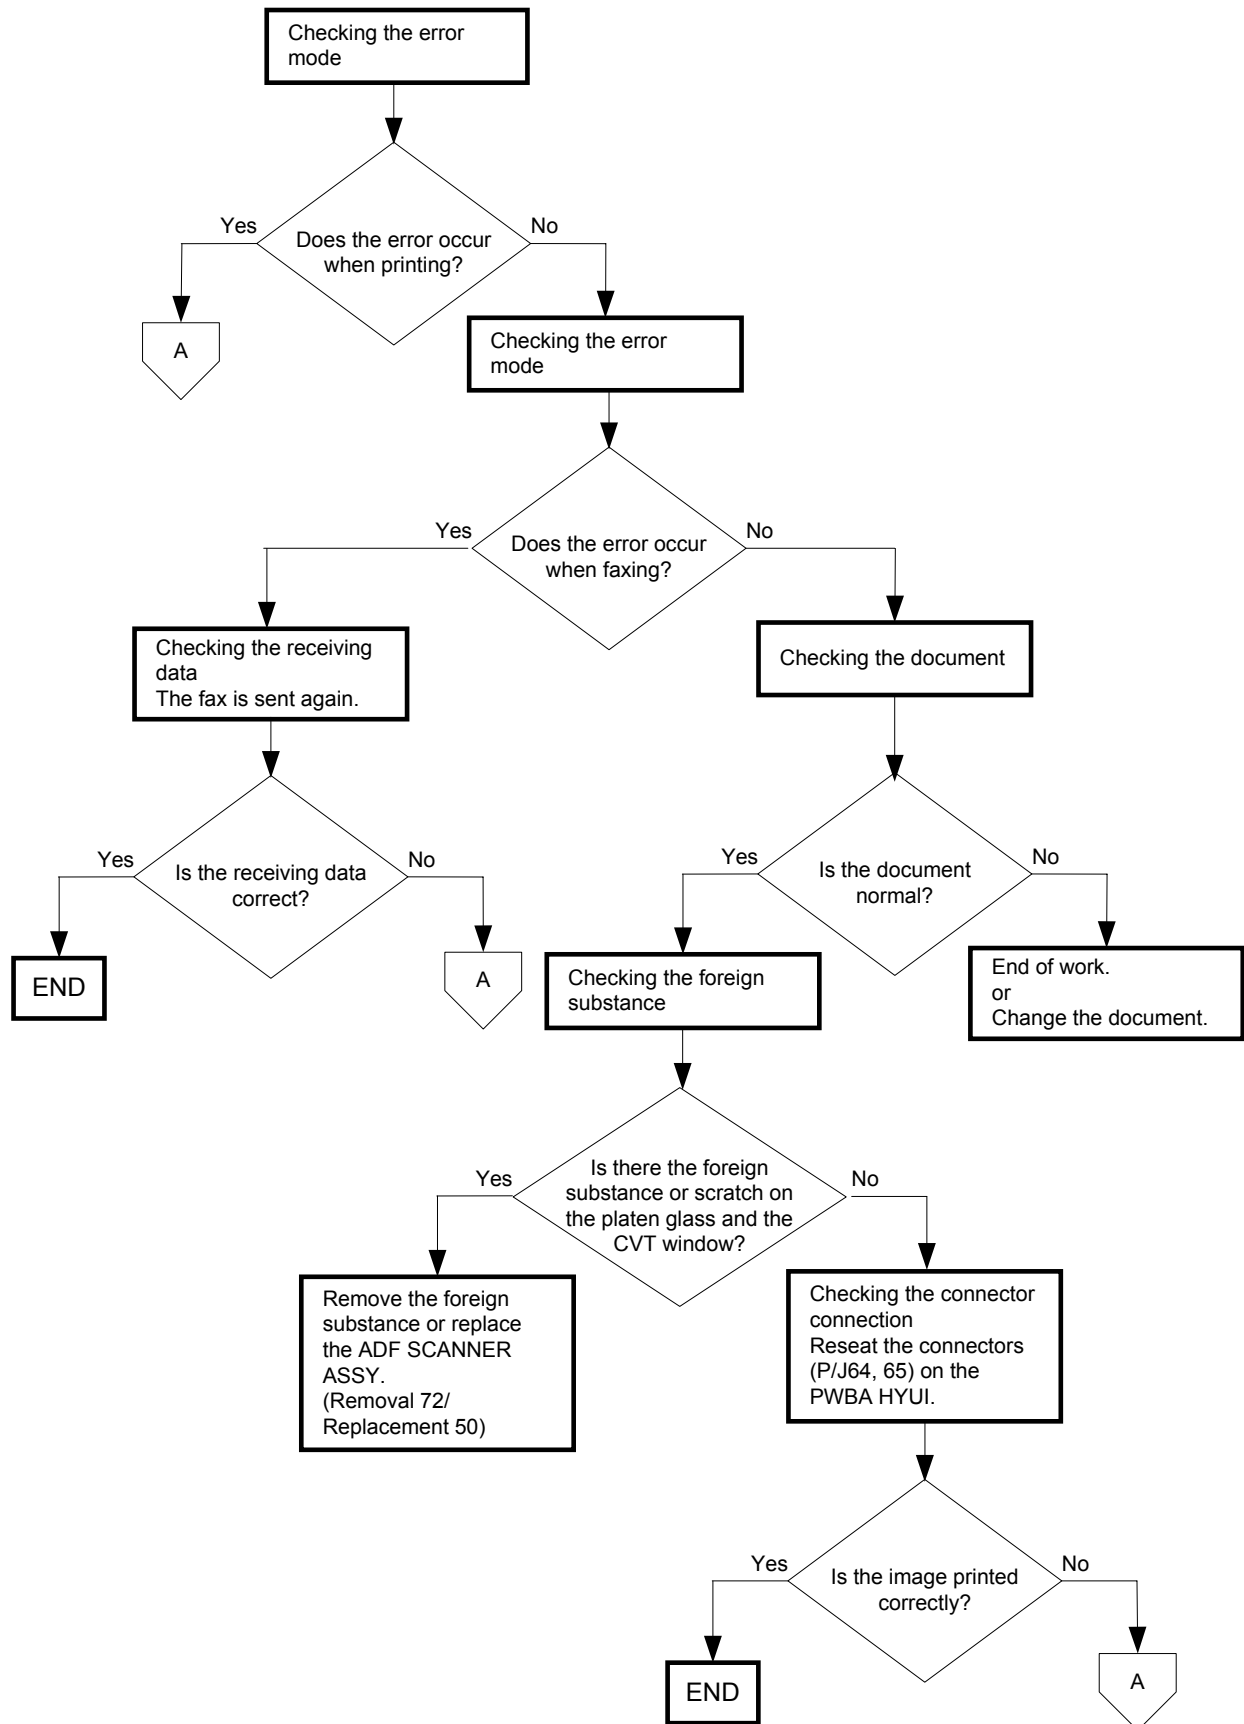 Checking the error
mode
Yes
No
Does the error occur
when printing?
A
Checking the error
mode
Yes
No
Does the error occur
when faxing?
Checking the receiving
data
The fax is sent again.
Checking the document
Yes
No
Is the receiving data
correct?
Yes
No
Is the document
normal?
END
A
Checking the foreign
substance
End of work.
or
Change the document.
Yes
No
Is there the foreign
substance or scratch on
the platen glass and the
CVT window?
Remove the foreign
substance or replace
the ADF SCANNER
ASSY.
(Removal 72/
Replacement 50)
Checking the connector
connection
Reseat the connectors
(P/J64, 65) on the
PWBA HYUI.
Yes
No
Is the image printed
correctly?
END
A